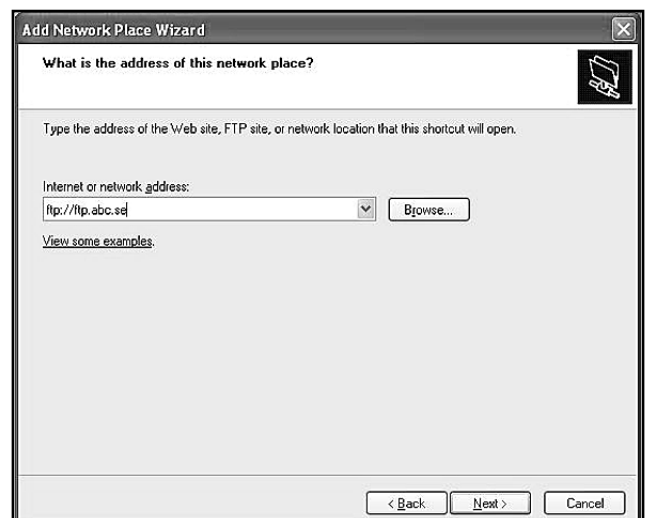 Add Network Place Wizard
What is the address of this network place?
Type the address of the Web site, FTP site, or network location that this shortcut will open.
Internet or network address:
ftp://ftp.abc.se
Browse...
View some examples.
< Back
Next >
Cancel